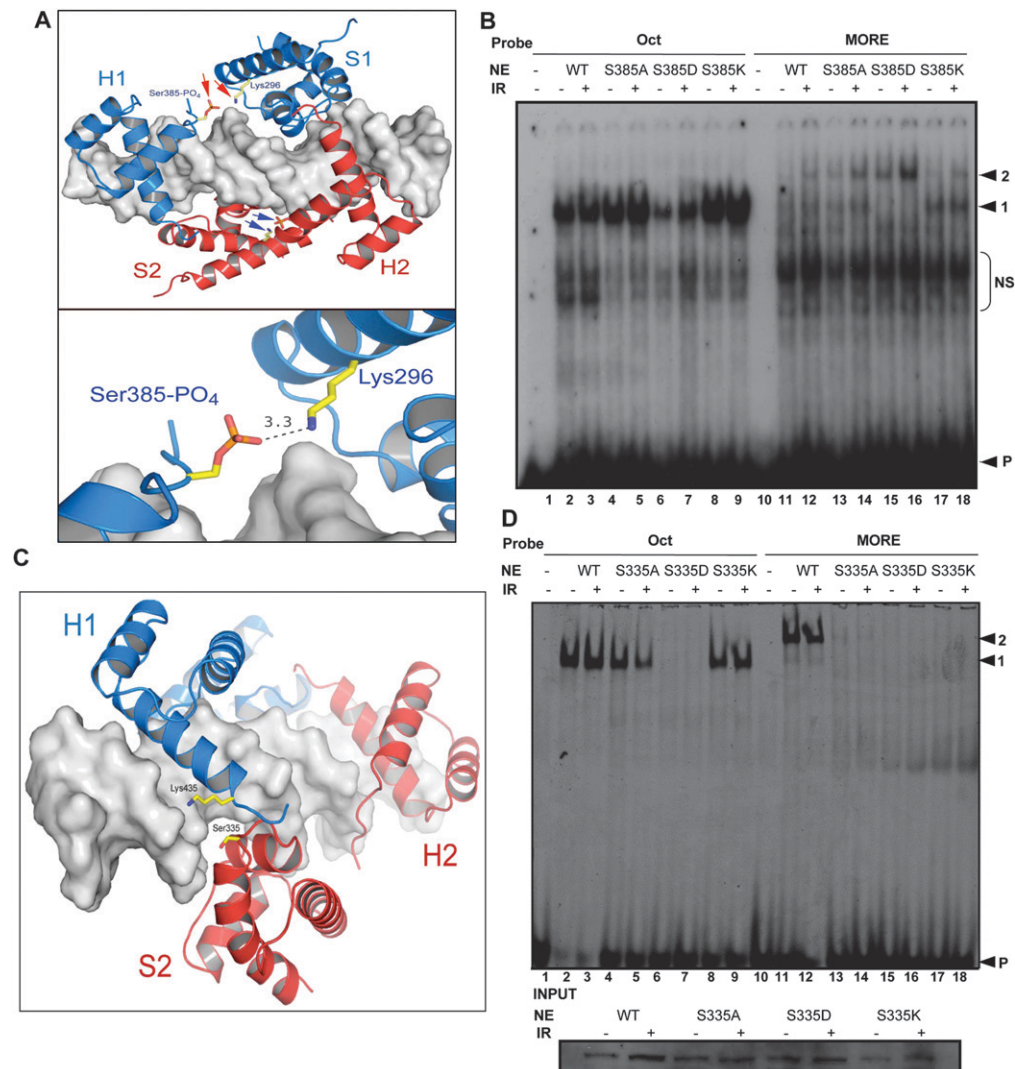 A
H1
S1
Ser385-PO4
Lys296
S2
H2
Ser385-PO4
Lys296
3.3
B
Probe Oct MORE
NE - WT S385A S385D S385K - WT S385A S385D S385K
IR - - + - + - + - + - - + - + - + - +
2
1
NS
P
1 2 3 4 5 6 7 8 9 10 11 12 13 14 15 16 17 18
C
H1
Lys435
Ser335
H2
S2
D
Probe Oct MORE
NE - WT S335A S335D S335K - WT S335A S335D S335K
IR - - + - + - + - + - - + - + - + - +
2
1
P
1 2 3 4 5 6 7 8 9 10 11 12 13 14 15 16 17 18
INPUT
NE WT S335A S335D S335K
IR - + - + - + - +